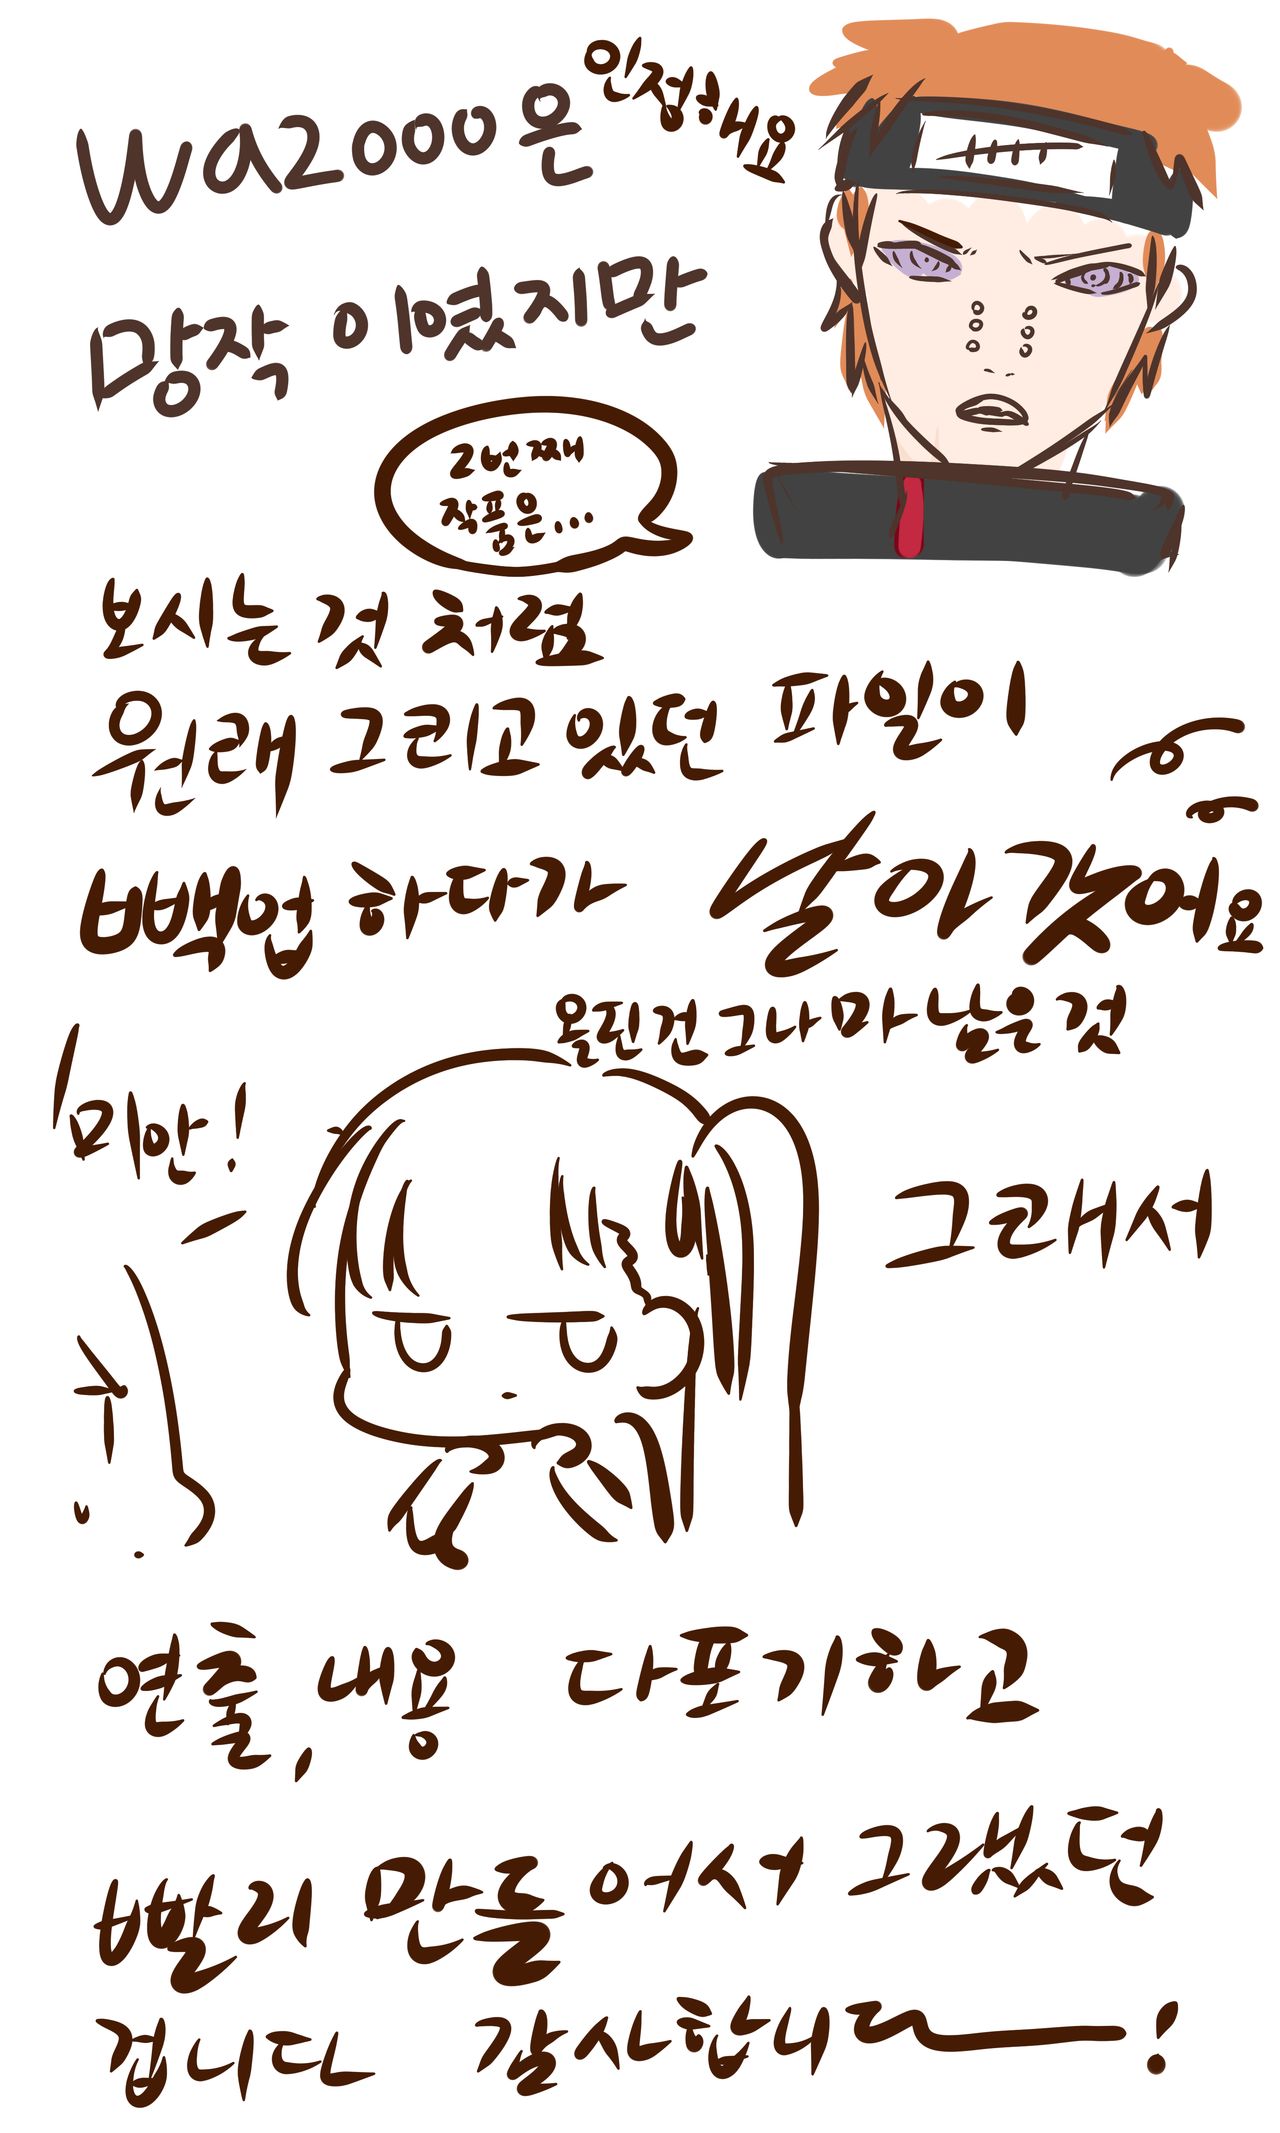 Wa2000은
인정해요
망작 이였지만
2번째
작품은...
보시는 것 처럼
원래 그리고 있던 파일이
빽업 하다가 날아갓어요
올린건 그나마 남은 것
미안!
그래서
연출, 내용 다포기하고
빨리 만들어서 그랬던
겁니다 감사합니다!